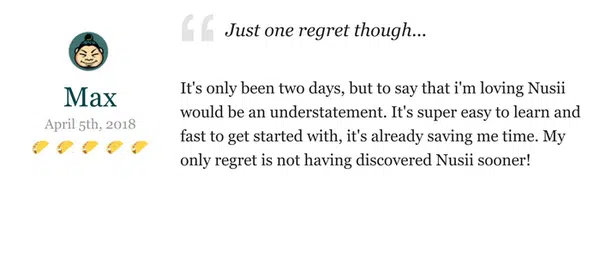 Just one regret though...
Max
April 5th, 2018
It's only been two days, but to say that i'm loving Nusii
would be an understatement. It's super easy to learn and
fast to get started with, it's already saving me time. My
only regret is not having discovered Nusii sooner!